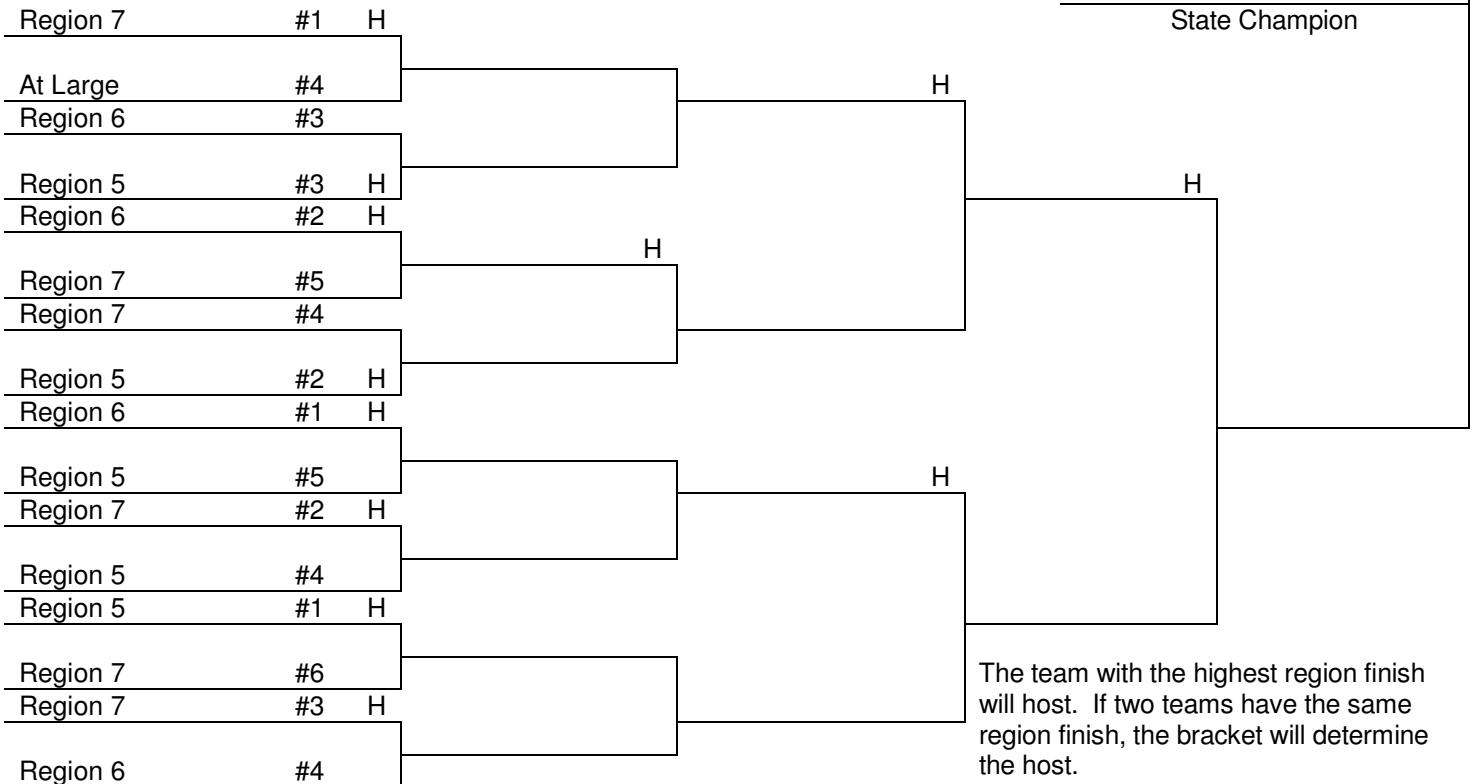 Region 7 #1 H
State Champion
At Large #4
H
Region 6 #3
Region 5 #3 H
H
Region 6 #2 H
H
Region 7 #5
Region 7 #4
Region 5 #2 H
Region 6 #1 H
Region 5 #5
H
Region 7 #2 H
Region 5 #4
Region 5 #1 H
Region 7 #6
Region 7 #3 H
Region 6 #4
The team with the highest region finish
will host. If two teams have the same
region finish, the bracket will determine
the host.